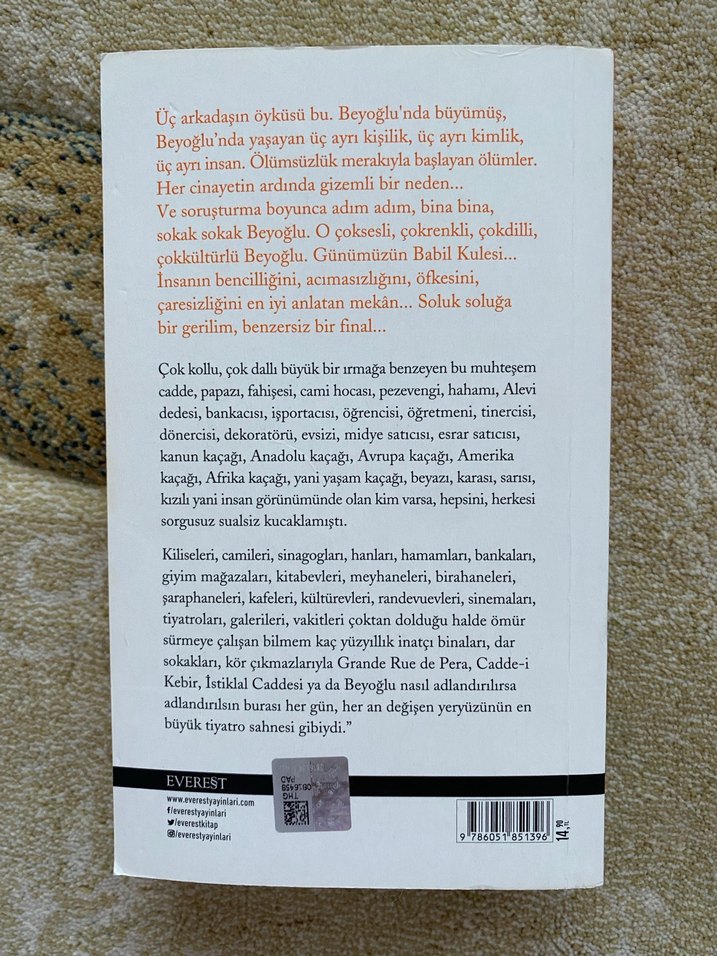 Üç arkadaşın öyküsü bu. Beyoğlu'nda büyümüş,
Beyoğlu'nda yaşayan üç ayrı kişilik, üç ayrı kimlik,
üç ayrı insan. Ölümsüzlük merakıyla başlayan ölümler.
Her cinayetin ardında gizemli bir neden...
Ve soruşturma boyunca adım adım, bina bina,
sokak sokak Beyoğlu. O çoksesli, çokrenkli, çokdilli,
çokkültürlü Beyoğlu. Günümüzün Babil Kulesi...
İnsanın bencilliğini, acımasızlığını, öfkesini,
çaresizliğini en iyi anlatan mekân... Soluk soluğa
bir gerilim, benzersiz bir final...
Çok kollu, çok dallı büyük bir ırmağa benzeyen bu muhteşem
cadde, papazı, fahişesi, cami hocası, pezevengi, hahamı, Alevi
dedesi, bankacısı, işportacısı, öğrencisi, öğretmeni, tinercisi,
dönercisi, dekoratörü, evsizi, midye satıcısı, esrar satıcısı,
kanun kaçağı, Anadolu kaçağı, Avrupa kaçağı, Amerika
kaçağı, Afrika kaçağı, yani yaşam kaçağı, beyazı, karası, sarısı,
kızılı yani insan görünümünde olan kim varsa, hepsini, herkesi
sorgusuz sualsiz kucaklamıştı.
Kiliseleri, camileri, sinagogları, hanları, hamamları, bankaları,
giyim mağazaları, kitabevleri, meyhaneleri, birahaneleri,
şaraphaneleri, kafeleri, kültürevleri, randevuevleri, sinemaları,
tiyatroları, galerileri, vakitleri çoktan dolduğu halde ömür
sürmeye çalışan bilmem kaç yüzyıllık inatçı binaları, dar
sokakları, kör çıkmazlarıyla Grande Rue de Pera, Cadde-i
Kebir, İstiklal Caddesi ya da Beyoğlu nasıl adlandırılırsa
adlandırılsın burası her gün, her an değişen yeryüzünün en
büyük tiyatro sahnesi gibiydi.”
EVEREST
www.everestyayinlari.com
f/everestyayinlari
/everestkitap
/everestyayinlari
THG
PAD
9 786051 851396
14,90 TL